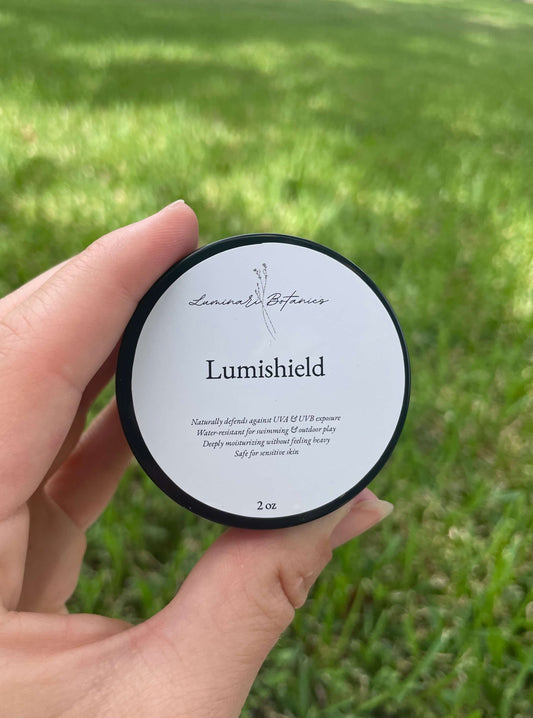 Luminari Botanics
Lumishield
Naturally defends against UVA & UVB exposure
Water-resistant for swimming & outdoor play
Deeply moisturizing without feeling heavy
Safe for sensitive skin
2 oz